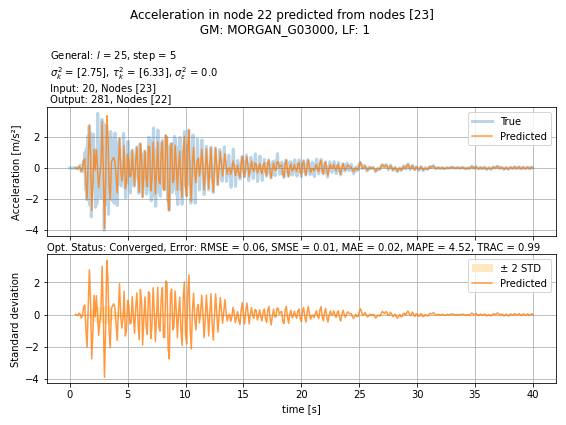 Acceleration in node 22 predicted from nodes [23]
GM: MORGAN_G03000, LF: 1
General: l = 25, step = 5
σ²ₖ = [2.75], τ²ₖ = [6.33], σ²ε = 0.0
Input: 20, Nodes [23]
Output: 281, Nodes [22]
Acceleration [m/s²]
2
0
−2
−4
True
Predicted
Opt. Status: Converged, Error: RMSE = 0.06, SMSE = 0.01, MAE = 0.02, MAPE = 4.52, TRAC = 0.99
Standard deviation
2
0
−2
−4
± 2 STD
Predicted
0 5 10 15 20 25 30 35 40
time [s]